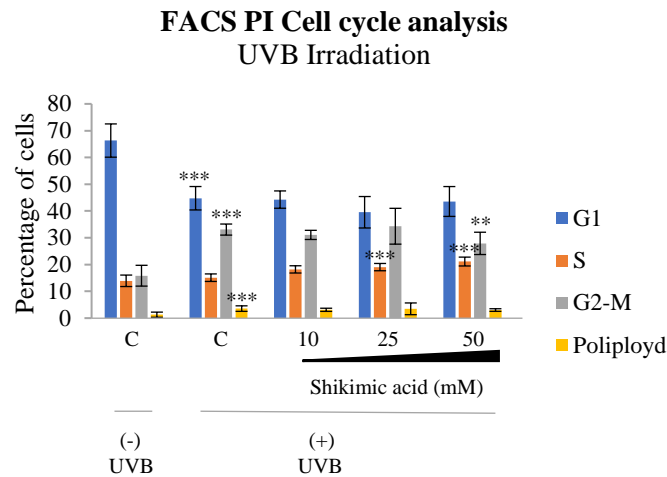 FACS PI Cell cycle analysis
UVB Irradiation
Percentage of cells
80
70
60
50
40
30
20
10
0
***
***
***
***
***
**
C
C
10
25
50
Shikimic acid (mM)
(-)
UVB
(+)
UVB
G1
S
G2-M
Poliployd